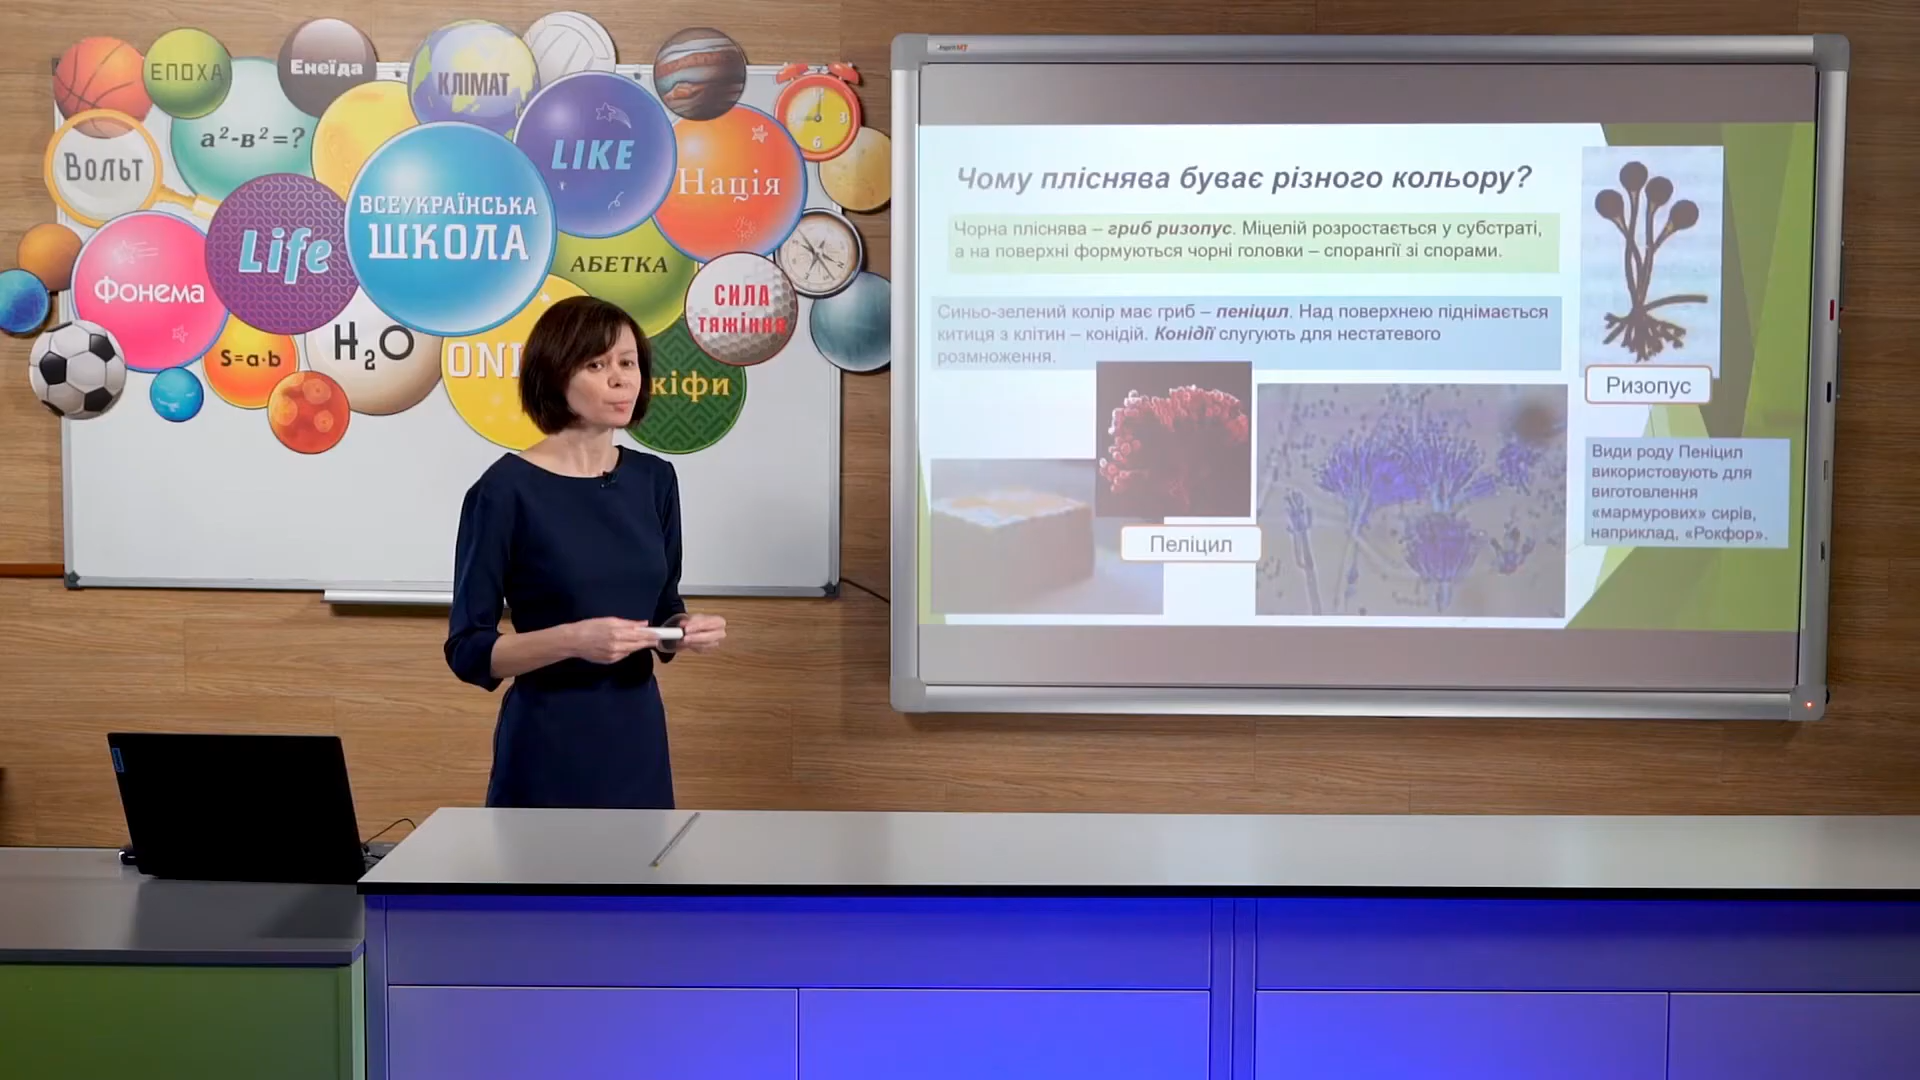 ЕПОХА
Енеїда
КЛІМАТ
a²-в²=?
Вольт
LIKE
Нація
ВСЕУКРАЇНСЬКА
ШКОЛА
Life
АБЕТКА
Фонема
СИЛА
тяжіння
H₂O
S=a·b
ONL
кіфи
Чому пліснява буває різного кольору?
Чорна пліснява – гриб ризопус. Міцелій розростається у субстраті,
а на поверхні формуються чорні головки – спорангії зі спорами.
Синьо-зелений колір має гриб – пеніцил. Над поверхнею піднімається
китиця з клітин – конідій. Конідії слугують для нестатевого
розмноження.
Ризопус
Пеліцил
Види роду Пеніцил
використовують для
виготовлення
«мармурових» сирів,
наприклад, «Рокфор».